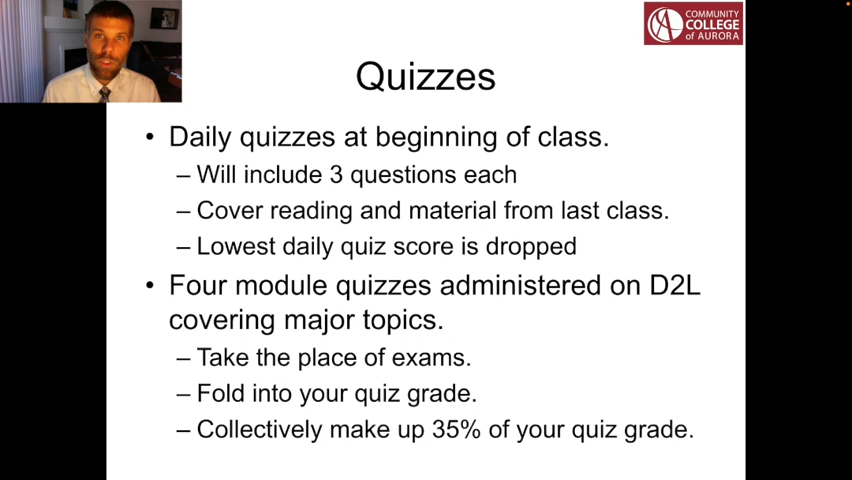 COMMUNITY
COLLEGE
of AURORA
Quizzes
• Daily quizzes at beginning of class.
– Will include 3 questions each
– Cover reading and material from last class.
– Lowest daily quiz score is dropped
• Four module quizzes administered on D2L
covering major topics.
– Take the place of exams.
– Fold into your quiz grade.
– Collectively make up 35% of your quiz grade.